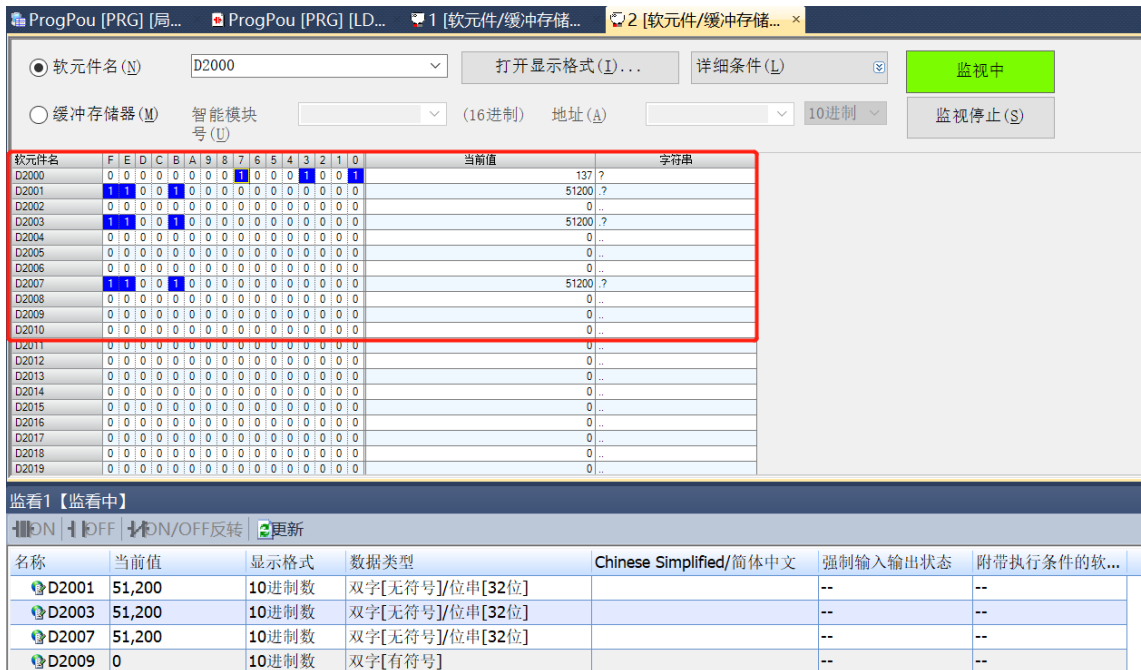 ProgPou [PRG] [局... ProgPou [PRG] [LD... 1 [软元件/缓冲存储... 2 [软元件/缓冲存储... ×
软元件名(N) D2000 打开显示格式(I)... 详细条件(L) 监视中
缓冲存储器(M) 智能模块号(U) (16进制) 地址(A) 10进制 监视停止(S)
软元件名 F E D C B A 9 8 7 6 5 4 3 2 1 0 当前值 字符串
D2000 0 0 0 0 0 0 0 0 1 0 0 0 1 0 0 1 137 ?
D2001 1 1 0 0 1 0 0 0 0 0 0 0 0 0 0 0 51200 .?
D2002 0 0 0 0 0 0 0 0 0 0 0 0 0 0 0 0 0 ..
D2003 1 1 0 0 1 0 0 0 0 0 0 0 0 0 0 0 51200 .?
D2004 0 0 0 0 0 0 0 0 0 0 0 0 0 0 0 0 0 ..
D2005 0 0 0 0 0 0 0 0 0 0 0 0 0 0 0 0 0 ..
D2006 0 0 0 0 0 0 0 0 0 0 0 0 0 0 0 0 0 ..
D2007 1 1 0 0 1 0 0 0 0 0 0 0 0 0 0 0 51200 .?
D2008 0 0 0 0 0 0 0 0 0 0 0 0 0 0 0 0 0 ..
D2009 0 0 0 0 0 0 0 0 0 0 0 0 0 0 0 0 0 ..
D2010 0 0 0 0 0 0 0 0 0 0 0 0 0 0 0 0 0 ..
D2011 0 0 0 0 0 0 0 0 0 0 0 0 0 0 0 0 0 ..
D2012 0 0 0 0 0 0 0 0 0 0 0 0 0 0 0 0 0 ..
D2013 0 0 0 0 0 0 0 0 0 0 0 0 0 0 0 0 0 ..
D2014 0 0 0 0 0 0 0 0 0 0 0 0 0 0 0 0 0 ..
D2015 0 0 0 0 0 0 0 0 0 0 0 0 0 0 0 0 0 ..
D2016 0 0 0 0 0 0 0 0 0 0 0 0 0 0 0 0 0 ..
D2017 0 0 0 0 0 0 0 0 0 0 0 0 0 0 0 0 0 ..
D2018 0 0 0 0 0 0 0 0 0 0 0 0 0 0 0 0 0 ..
D2019 0 0 0 0 0 0 0 0 0 0 0 0 0 0 0 0 0 ..
监看1【监看中】
ON OFF ON/OFF反转 更新
名称 当前值 显示格式 数据类型 Chinese Simplified/简体中文 强制输入输出状态 附带执行条件的软...
D2001 51,200 10进制数 双字[无符号]/位串[32位] -- --
D2003 51,200 10进制数 双字[无符号]/位串[32位] -- --
D2007 51,200 10进制数 双字[无符号]/位串[32位] -- --
D2009 0 10进制数 双字[有符号] -- --